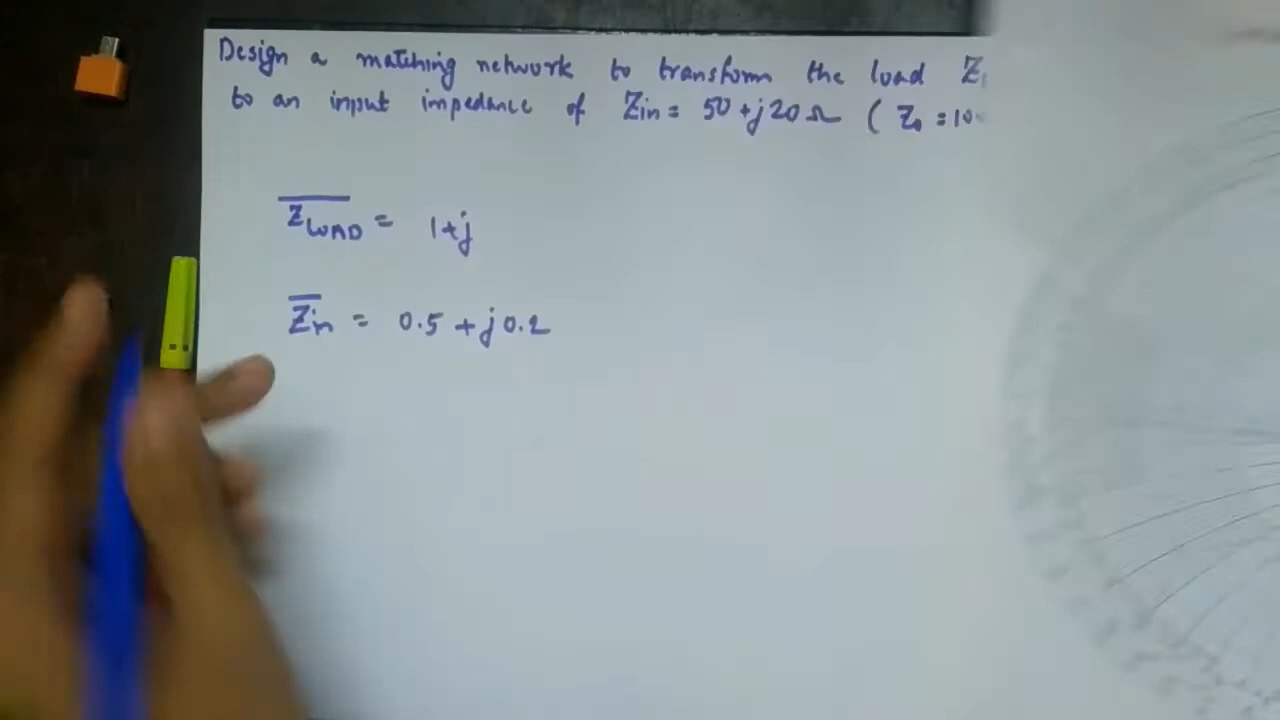 Design a matching network to transform the load Z
to an input impedance of Zin = 50 + j20 Ω ( Z₀ = 10
Z̅LOAD = 1+j
Z̅in = 0.5 + j0.2